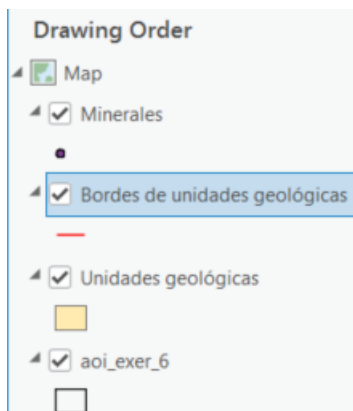 Drawing Order
Map
Minerales
Bordes de unidades geológicas
Unidades geológicas
aoi_exer_6